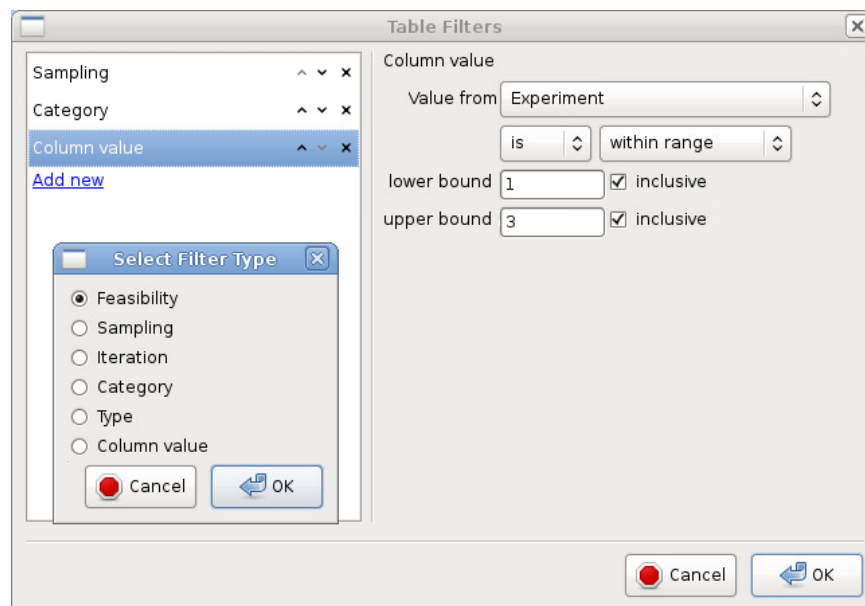 Table Filters
Sampling
Category
Column value
Add new
Column value
Value from Experiment
is within range
lower bound 1 inclusive
upper bound 3 inclusive
Select Filter Type
Feasibility
Sampling
Iteration
Category
Type
Column value
Cancel OK
Cancel OK